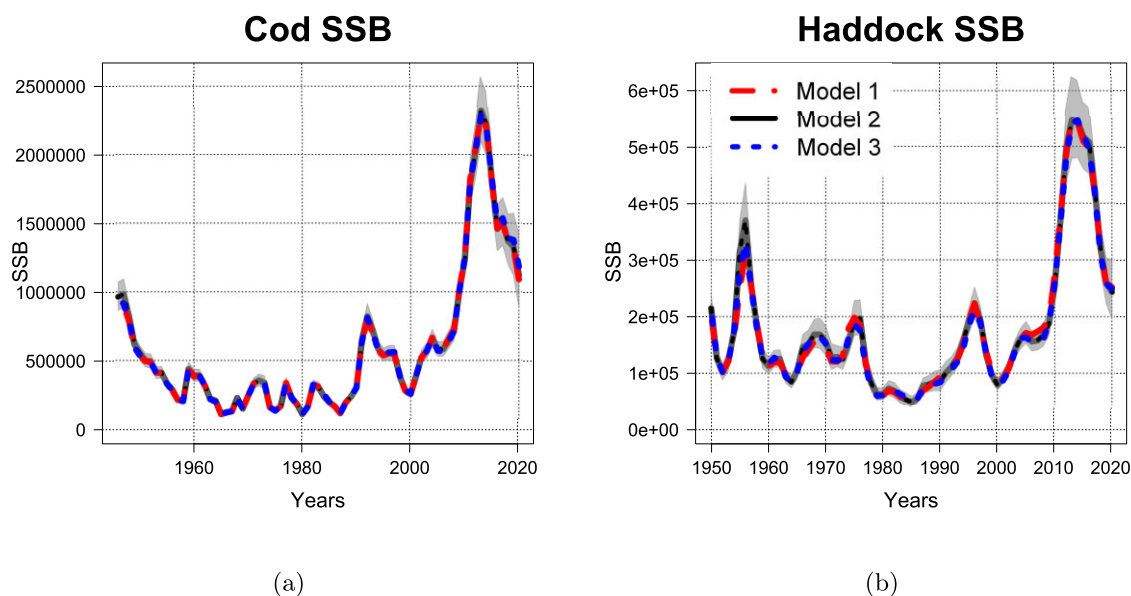 Cod SSB
2500000
2000000
1500000
1000000
500000
0
SSB
1960 1980 2000 2020
Years
(a)
Haddock SSB
Model 1
Model 2
Model 3
6e+05
5e+05
4e+05
3e+05
2e+05
1e+05
0e+00
SSB
1950 1960 1970 1980 1990 2000 2010 2020
Years
(b)